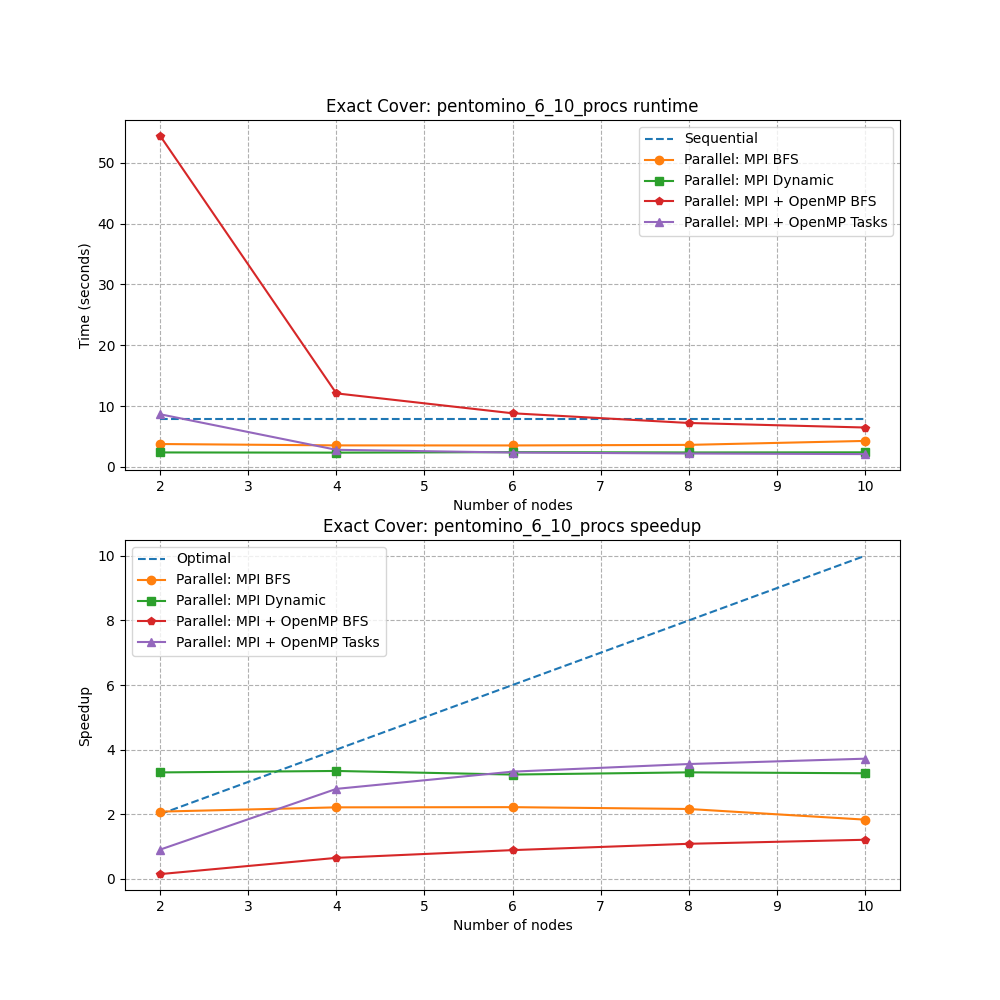 Exact Cover: pentomino_6_10_procs runtime
Sequential
Parallel: MPI BFS
Parallel: MPI Dynamic
Parallel: MPI + OpenMP BFS
Parallel: MPI + OpenMP Tasks
Time (seconds)
50
40
30
20
10
0
2 3 4 5 6 7 8 9 10
Number of nodes
Exact Cover: pentomino_6_10_procs speedup
Optimal
Parallel: MPI BFS
Parallel: MPI Dynamic
Parallel: MPI + OpenMP BFS
Parallel: MPI + OpenMP Tasks
Speedup
10
8
6
4
2
0
2 3 4 5 6 7 8 9 10
Number of nodes